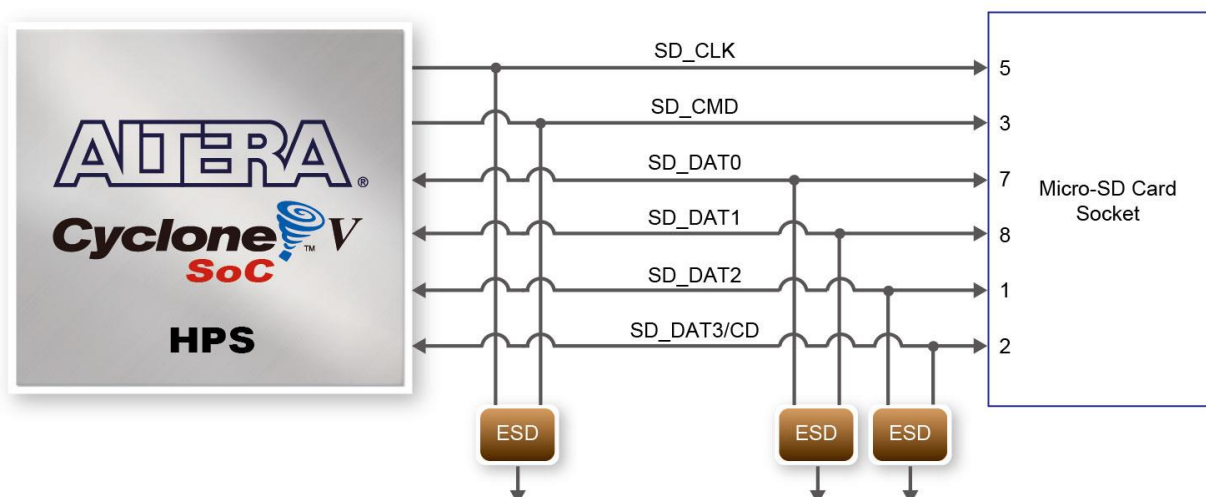 ALTERA®
Cyclone™ V
SoC
HPS
SD_CLK
SD_CMD
SD_DAT0
SD_DAT1
SD_DAT2
SD_DAT3/CD
5
3
7
8
1
2
Micro-SD Card
Socket
ESD
ESD
ESD